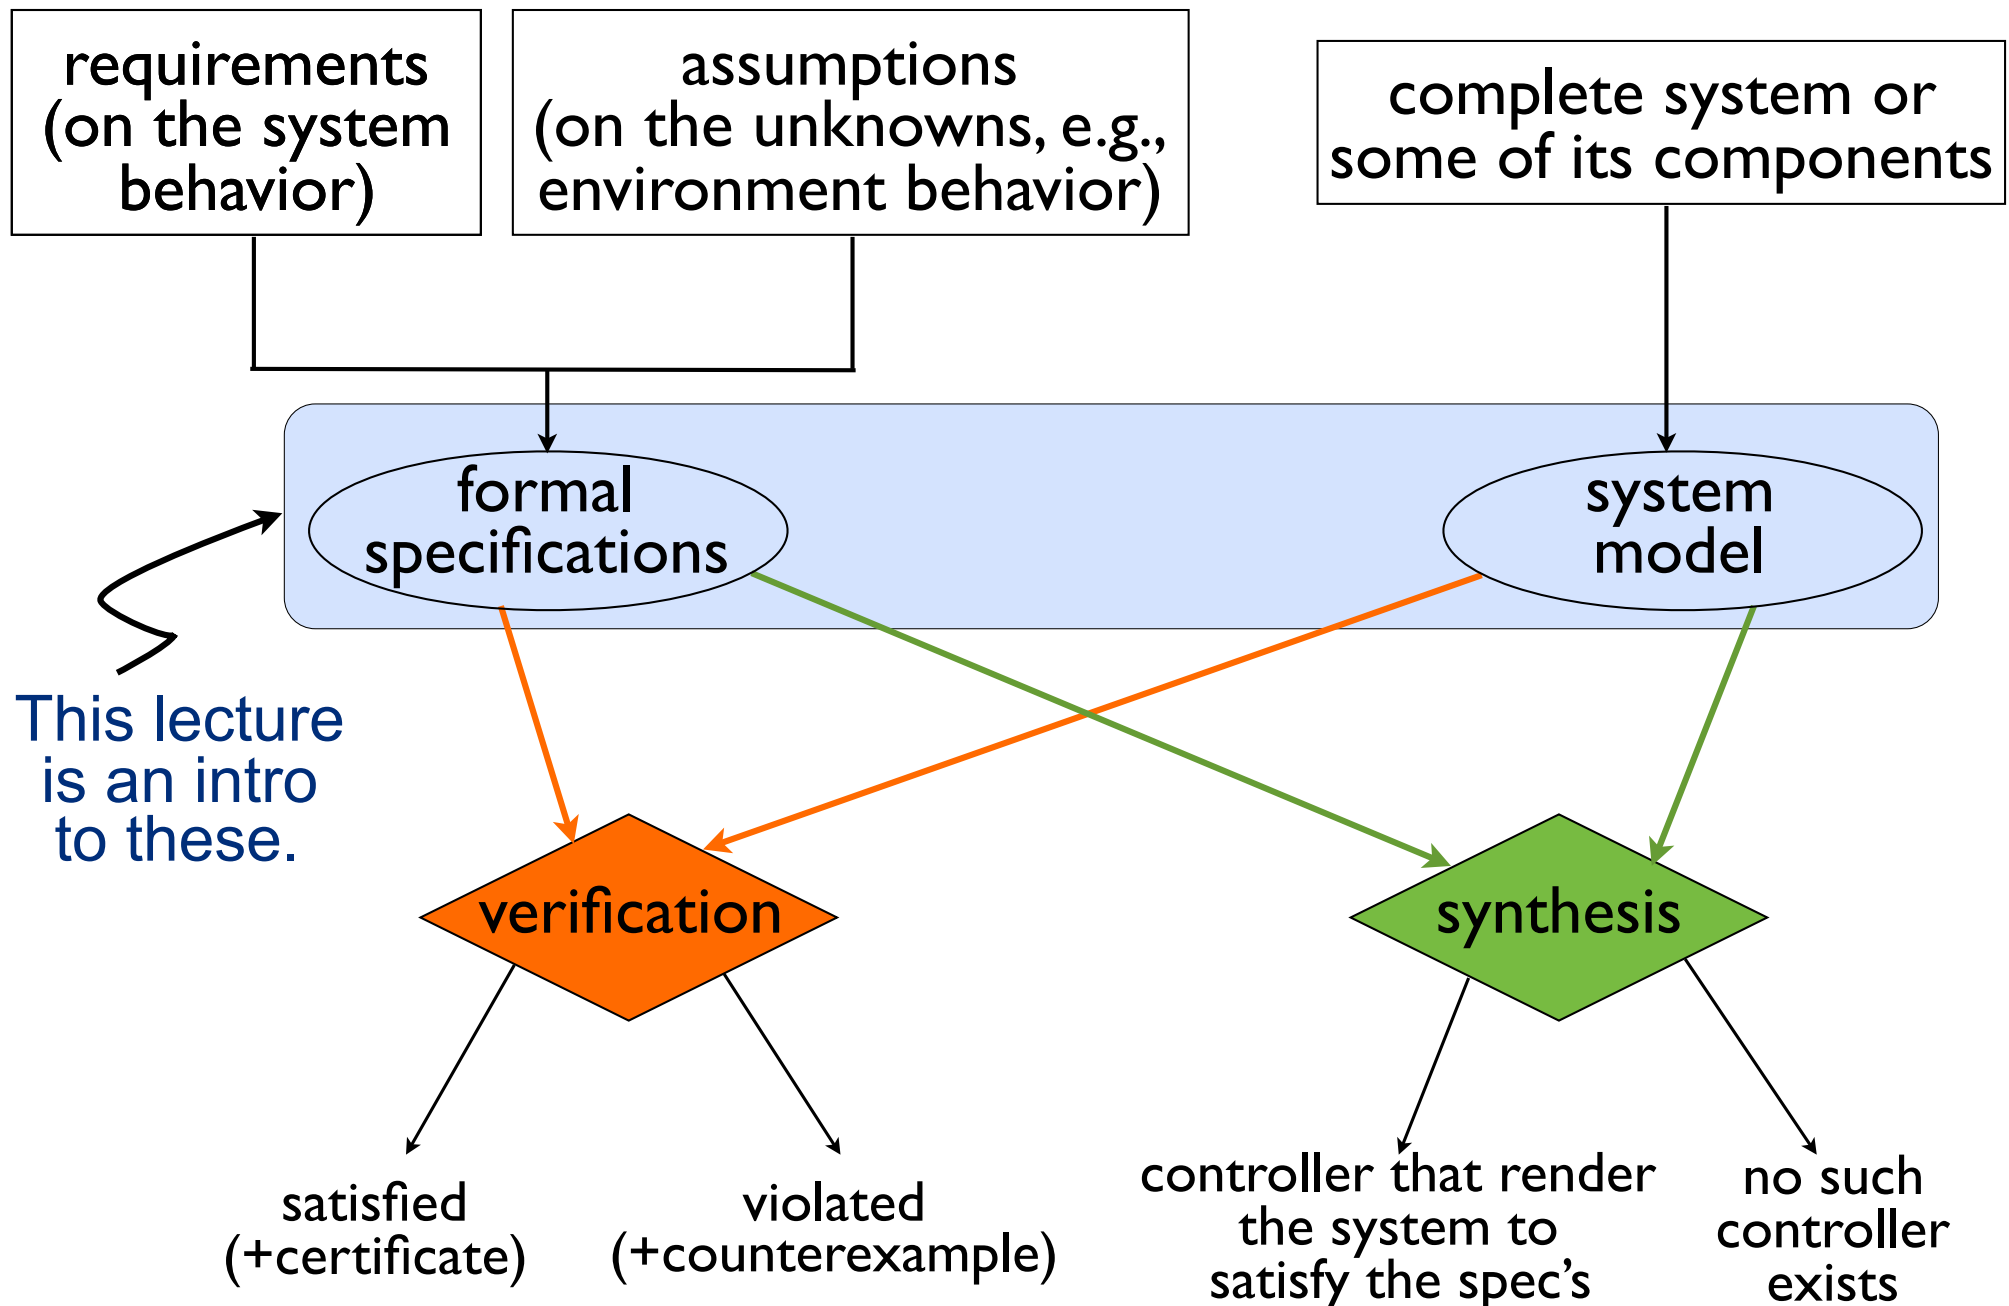 requirements
(on the system
behavior)
assumptions
(on the unknowns, e.g.,
environment behavior)
complete system or
some of its components
formal
specifications
system
model
This lecture
is an intro
to these.
verification
synthesis
satisfied
(+certificate)
violated
(+counterexample)
controller that render
the system to
satisfy the spec's
no such
controller
exists